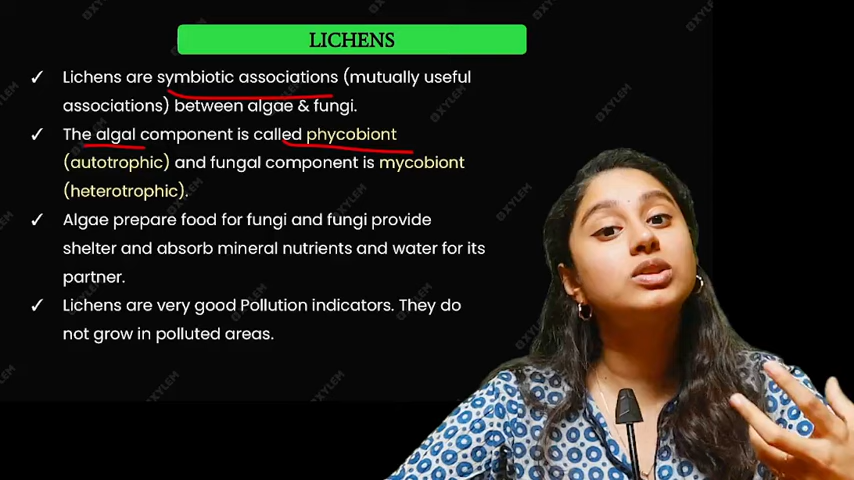 LICHENS
✓ Lichens are symbiotic associations (mutually useful
associations) between algae & fungi.
✓ The algal component is called phycobiont
(autotrophic) and fungal component is mycobiont
(heterotrophic).
✓ Algae prepare food for fungi and fungi provide
shelter and absorb mineral nutrients and water for its
partner.
✓ Lichens are very good Pollution indicators. They do
not grow in polluted areas.
OXYLEM